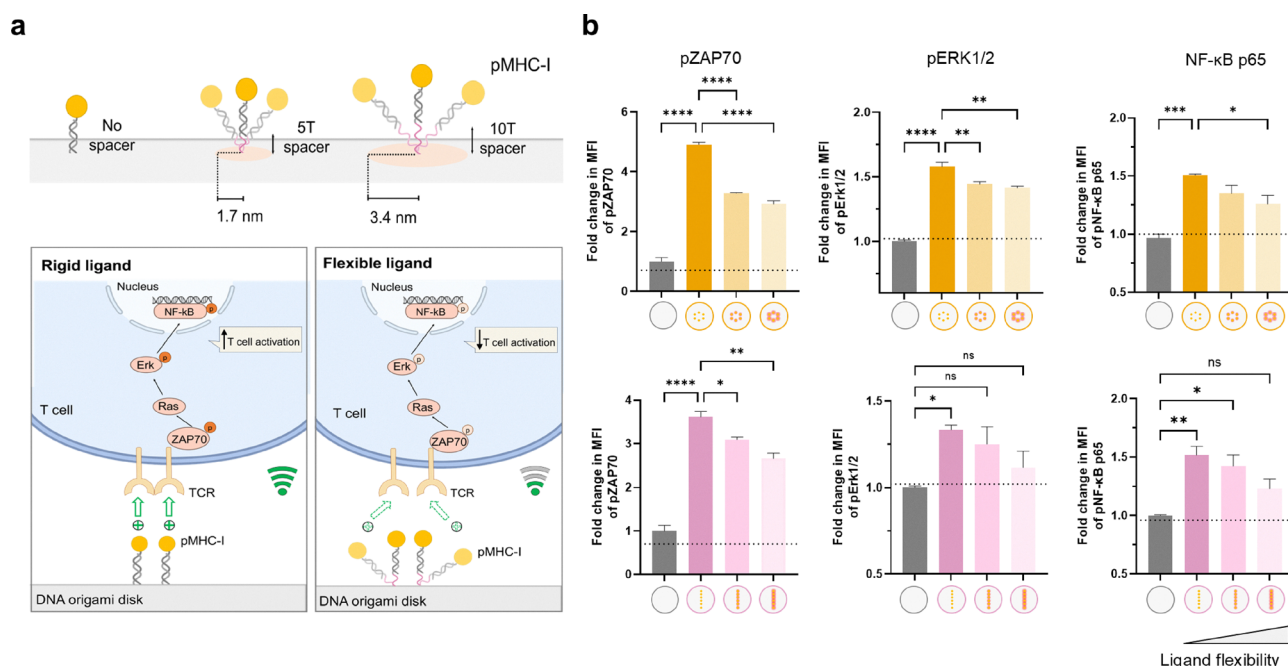 a
pMHC-I
No
spacer
5T
spacer
10T
spacer
1.7 nm
3.4 nm
Rigid ligand
Nucleus
NF-kB
p
T cell activation
Erk
p
Ras
T cell
ZAP70
p
TCR
pMHC-I
DNA origami disk
Flexible ligand
Nucleus
NF-kB
p
T cell activation
Erk
p
Ras
T cell
ZAP70
p
TCR
pMHC-I
DNA origami disk
b
pZAP70
Fold change in MFI
of pZAP70
6
4
2
0
****
****
****
pERK1/2
Fold change in MFI
of pErk1/2
2.0
1.5
1.0
**
****
**
NF-κB p65
Fold change in MFI
of pNF-κB p65
2.0
1.5
1.0
0.5
***
*
Fold change in MFI
of pZAP70
4
3
2
1
0
**
****
*
Fold change in MFI
of pErk1/2
1.5
1.0
0.5
ns
ns
*
Fold change in MFI
of pNF-κB p65
2.0
1.5
1.0
0.5
ns
*
**
Ligand flexibility